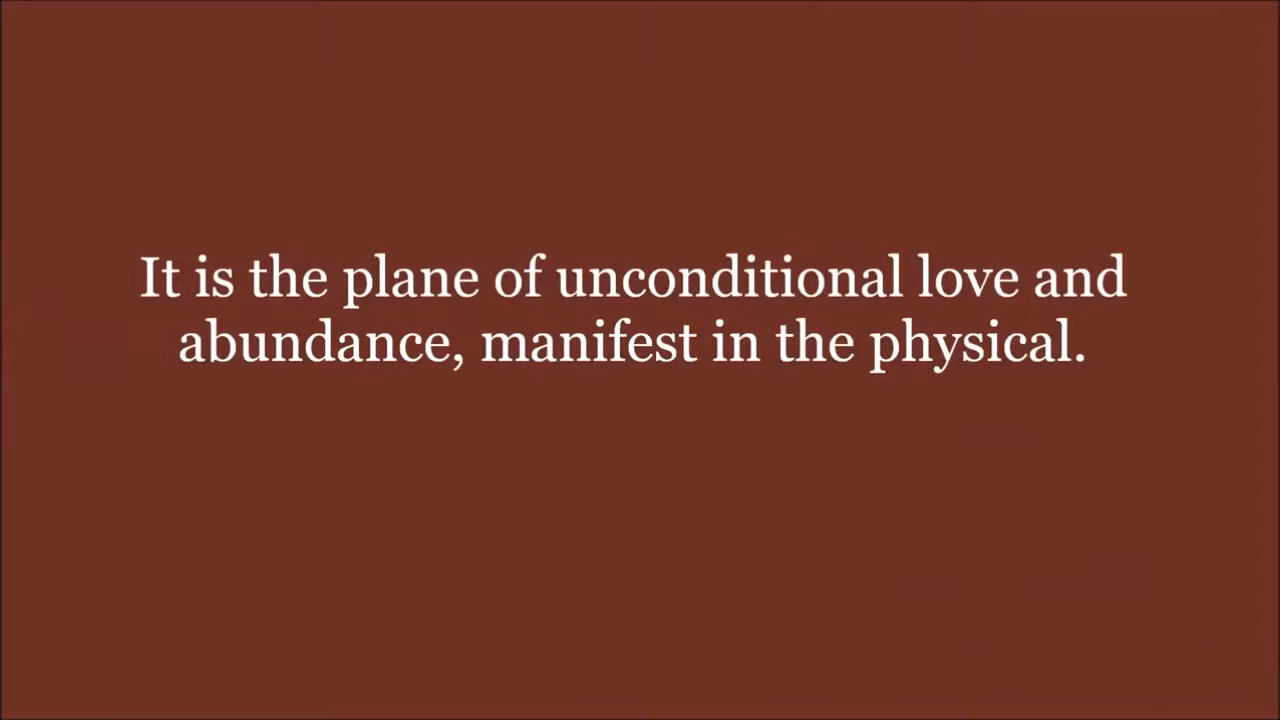 It is the plane of unconditional love and
abundance, manifest in the physical.